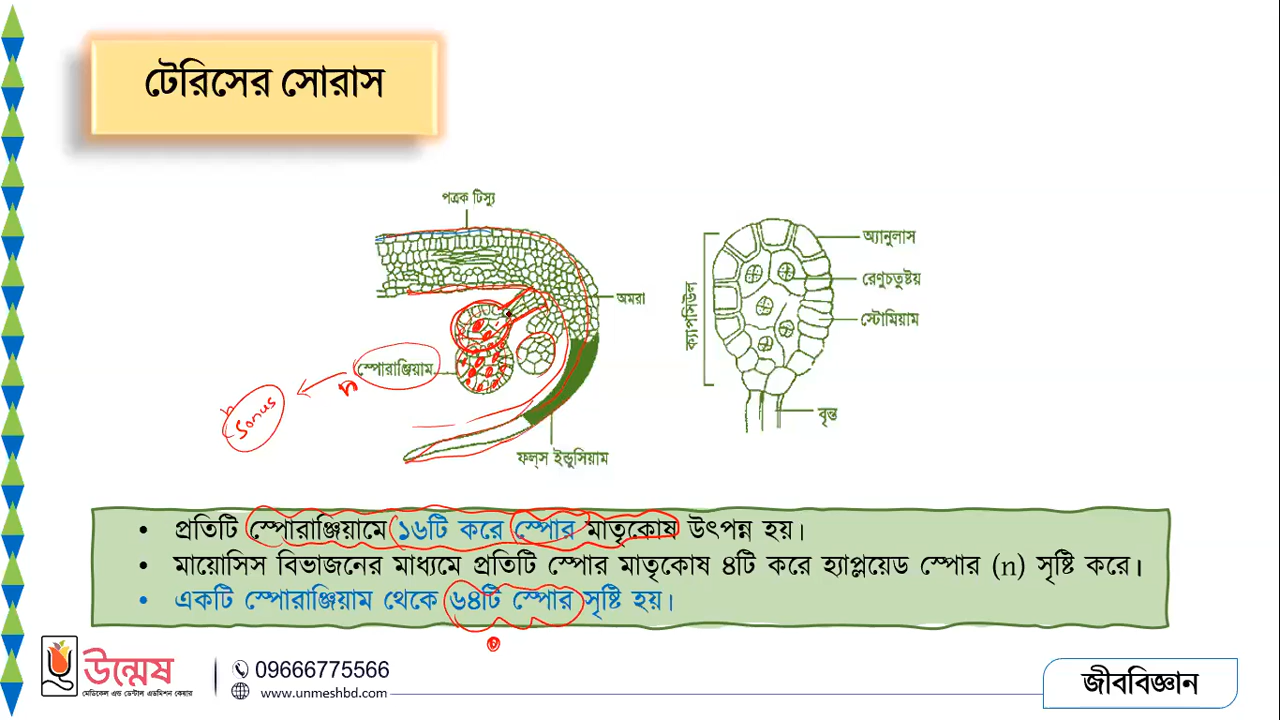 টেরিসের সোরাস
পত্রক টিস্যু
অমরা
স্পোরাঞ্জিয়াম
n
Sorus
ফল্স ইন্ডুসিয়াম
ক্যাপসিউল
অ্যানুলাস
রেণুচতুষ্টয়
স্টোমিয়াম
বৃন্ত
• প্রতিটি স্পোরাঞ্জিয়ামে ১৬টি করে স্পোর মাতৃকোষ উৎপন্ন হয়।
• মায়োসিস বিভাজনের মাধ্যমে প্রতিটি স্পোর মাতৃকোষ ৪টি করে হ্যাপ্লয়েড স্পোর (n) সৃষ্টি করে।
• একটি স্পোরাঞ্জিয়াম থেকে ৬৪টি স্পোর সৃষ্টি হয়।
উন্মেষ
মেডিকেল এন্ড ডেন্টাল এডমিশন কেয়ার
09666775566
www.unmeshbd.com
জীববিজ্ঞান